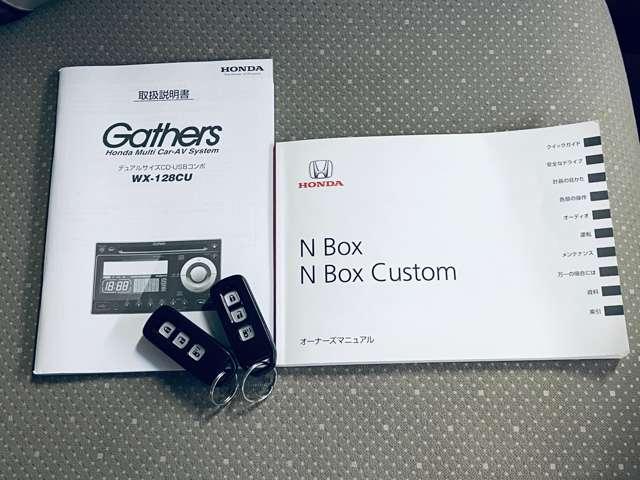 HONDA
取扱説明書
Gathers
Honda Multi Car-AV System
デュアルサイズCD・USBコンポ
WX-128CU
18:88
HONDA
N Box
N Box Custom
オーナーズマニュアル
クイックガイド
安全なドライブ
計器の見かた
各部の操作
オーディオ
運転
メンテナンス
万一の場合には
資料
索引